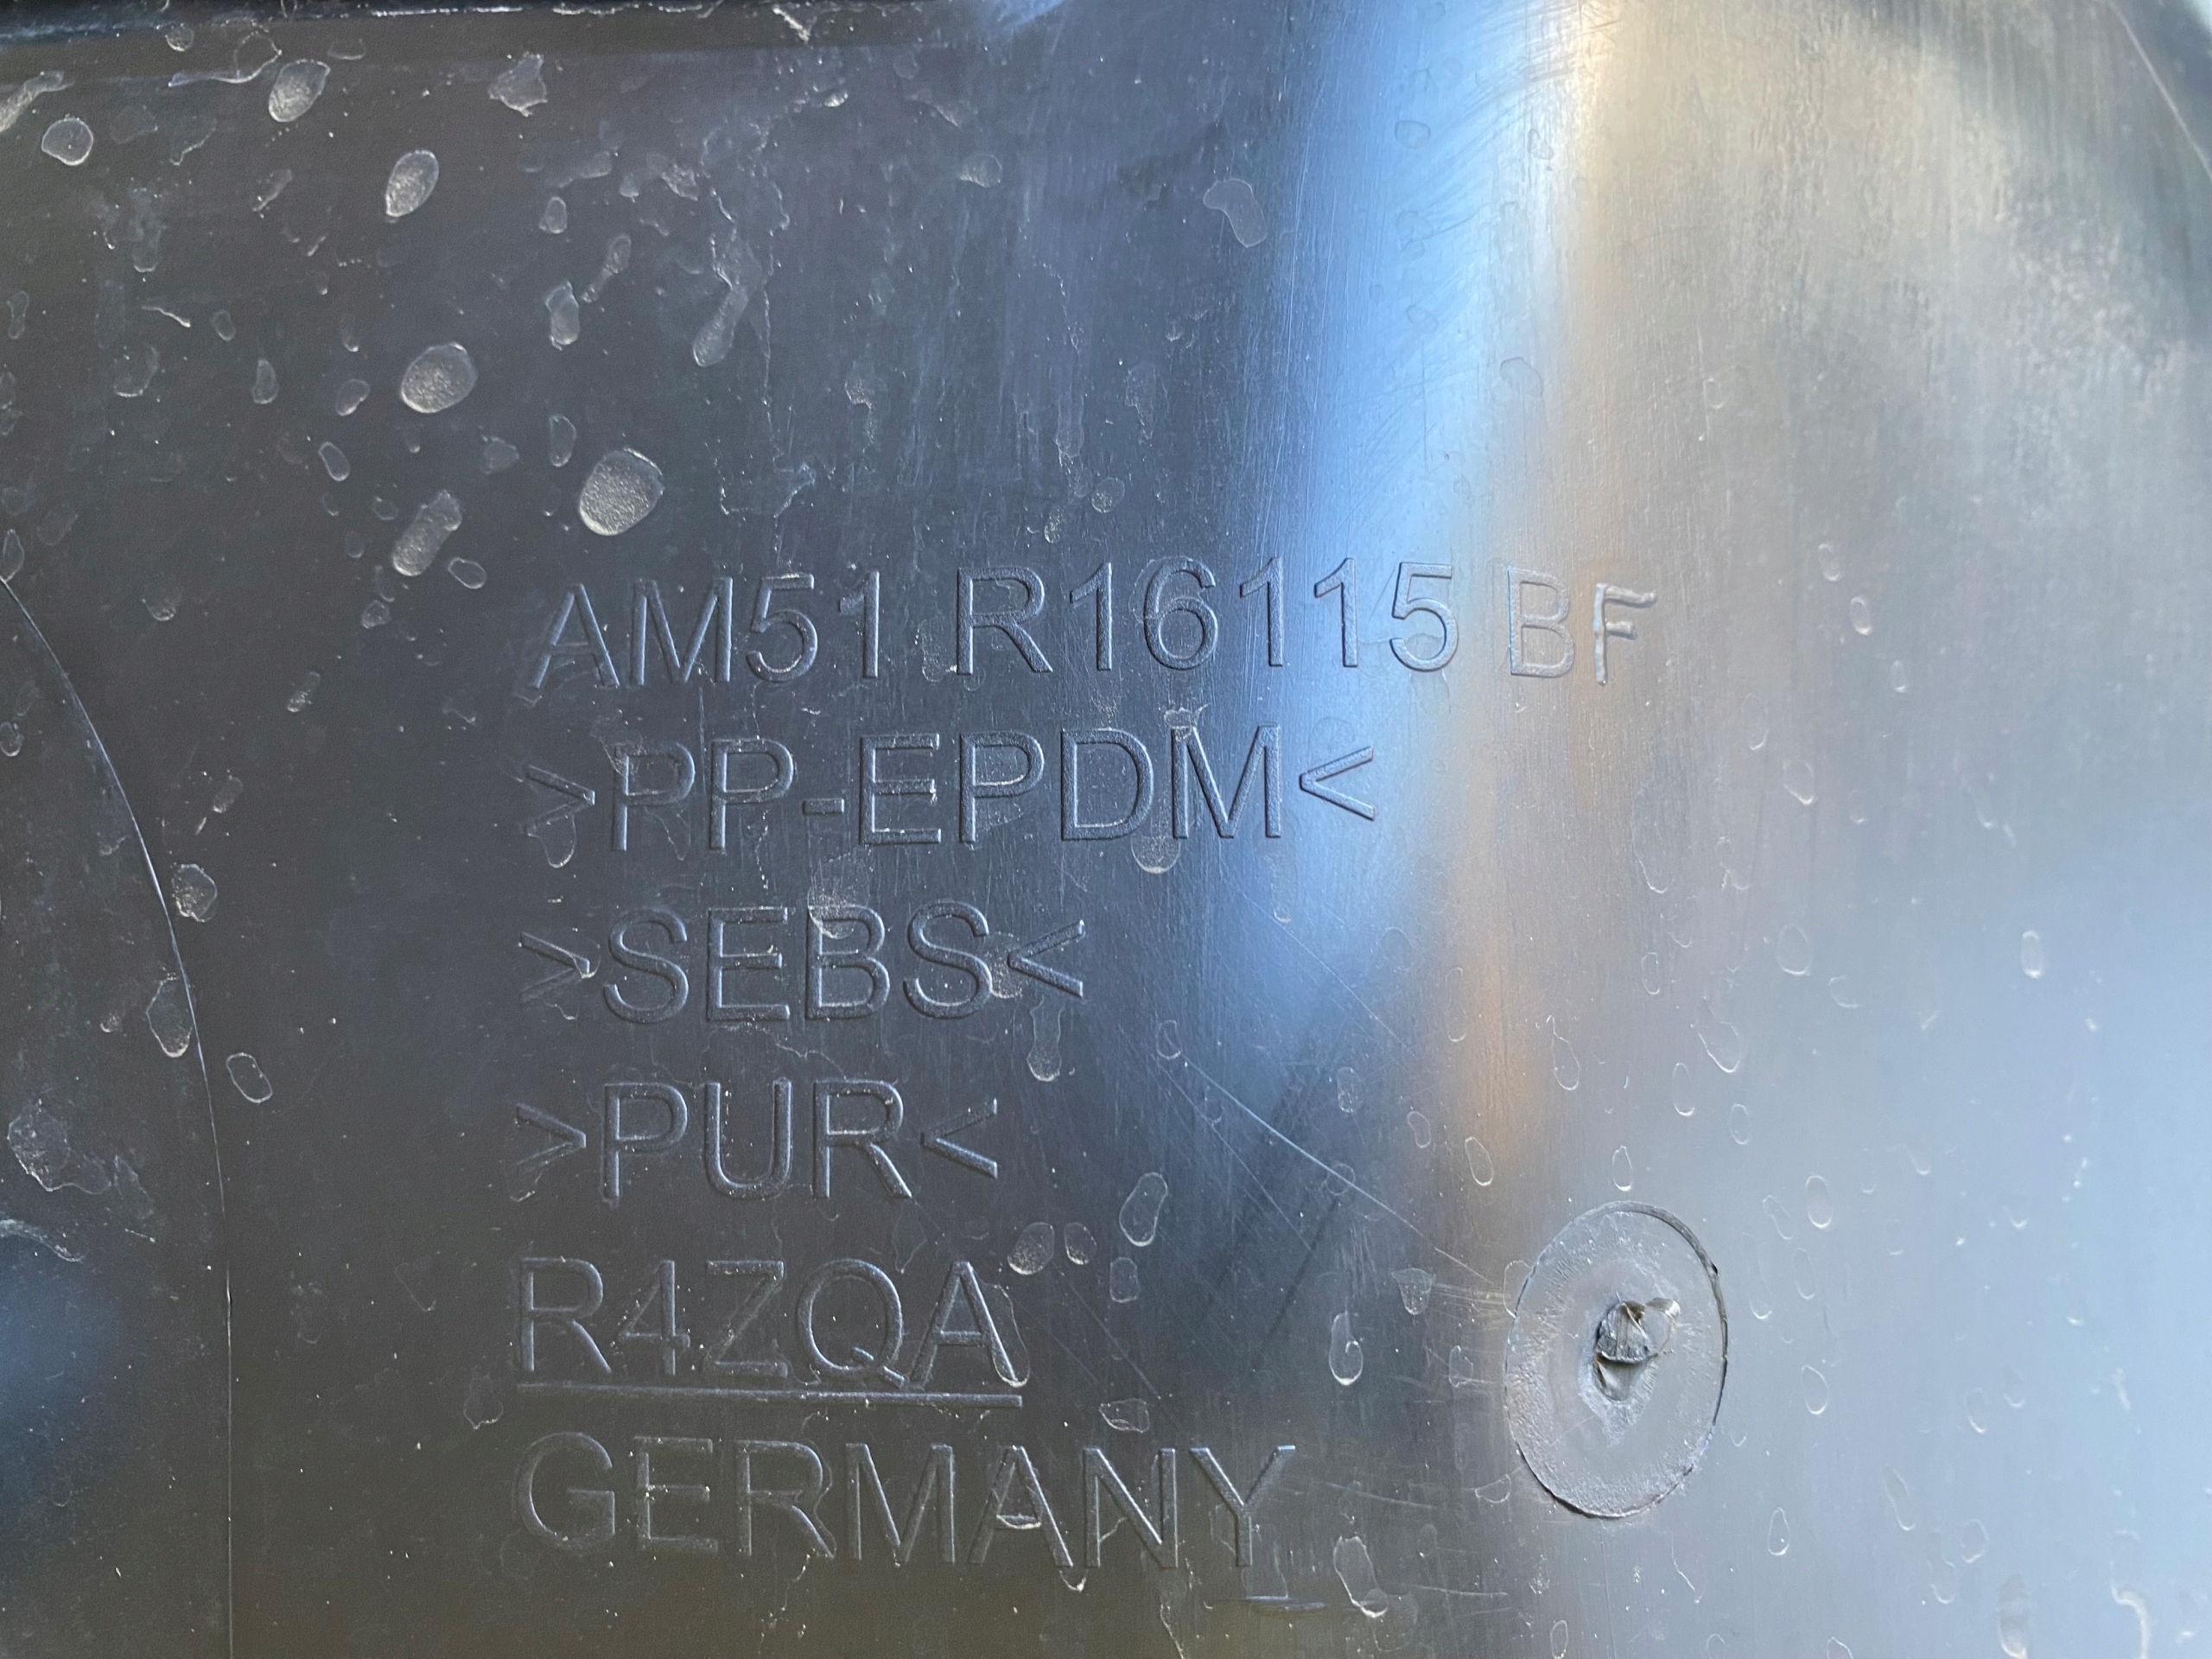 AM51 R16115 BF
>PP-EPDM<
>SEBS<
>PUR<
R4ZQA
GERMANY